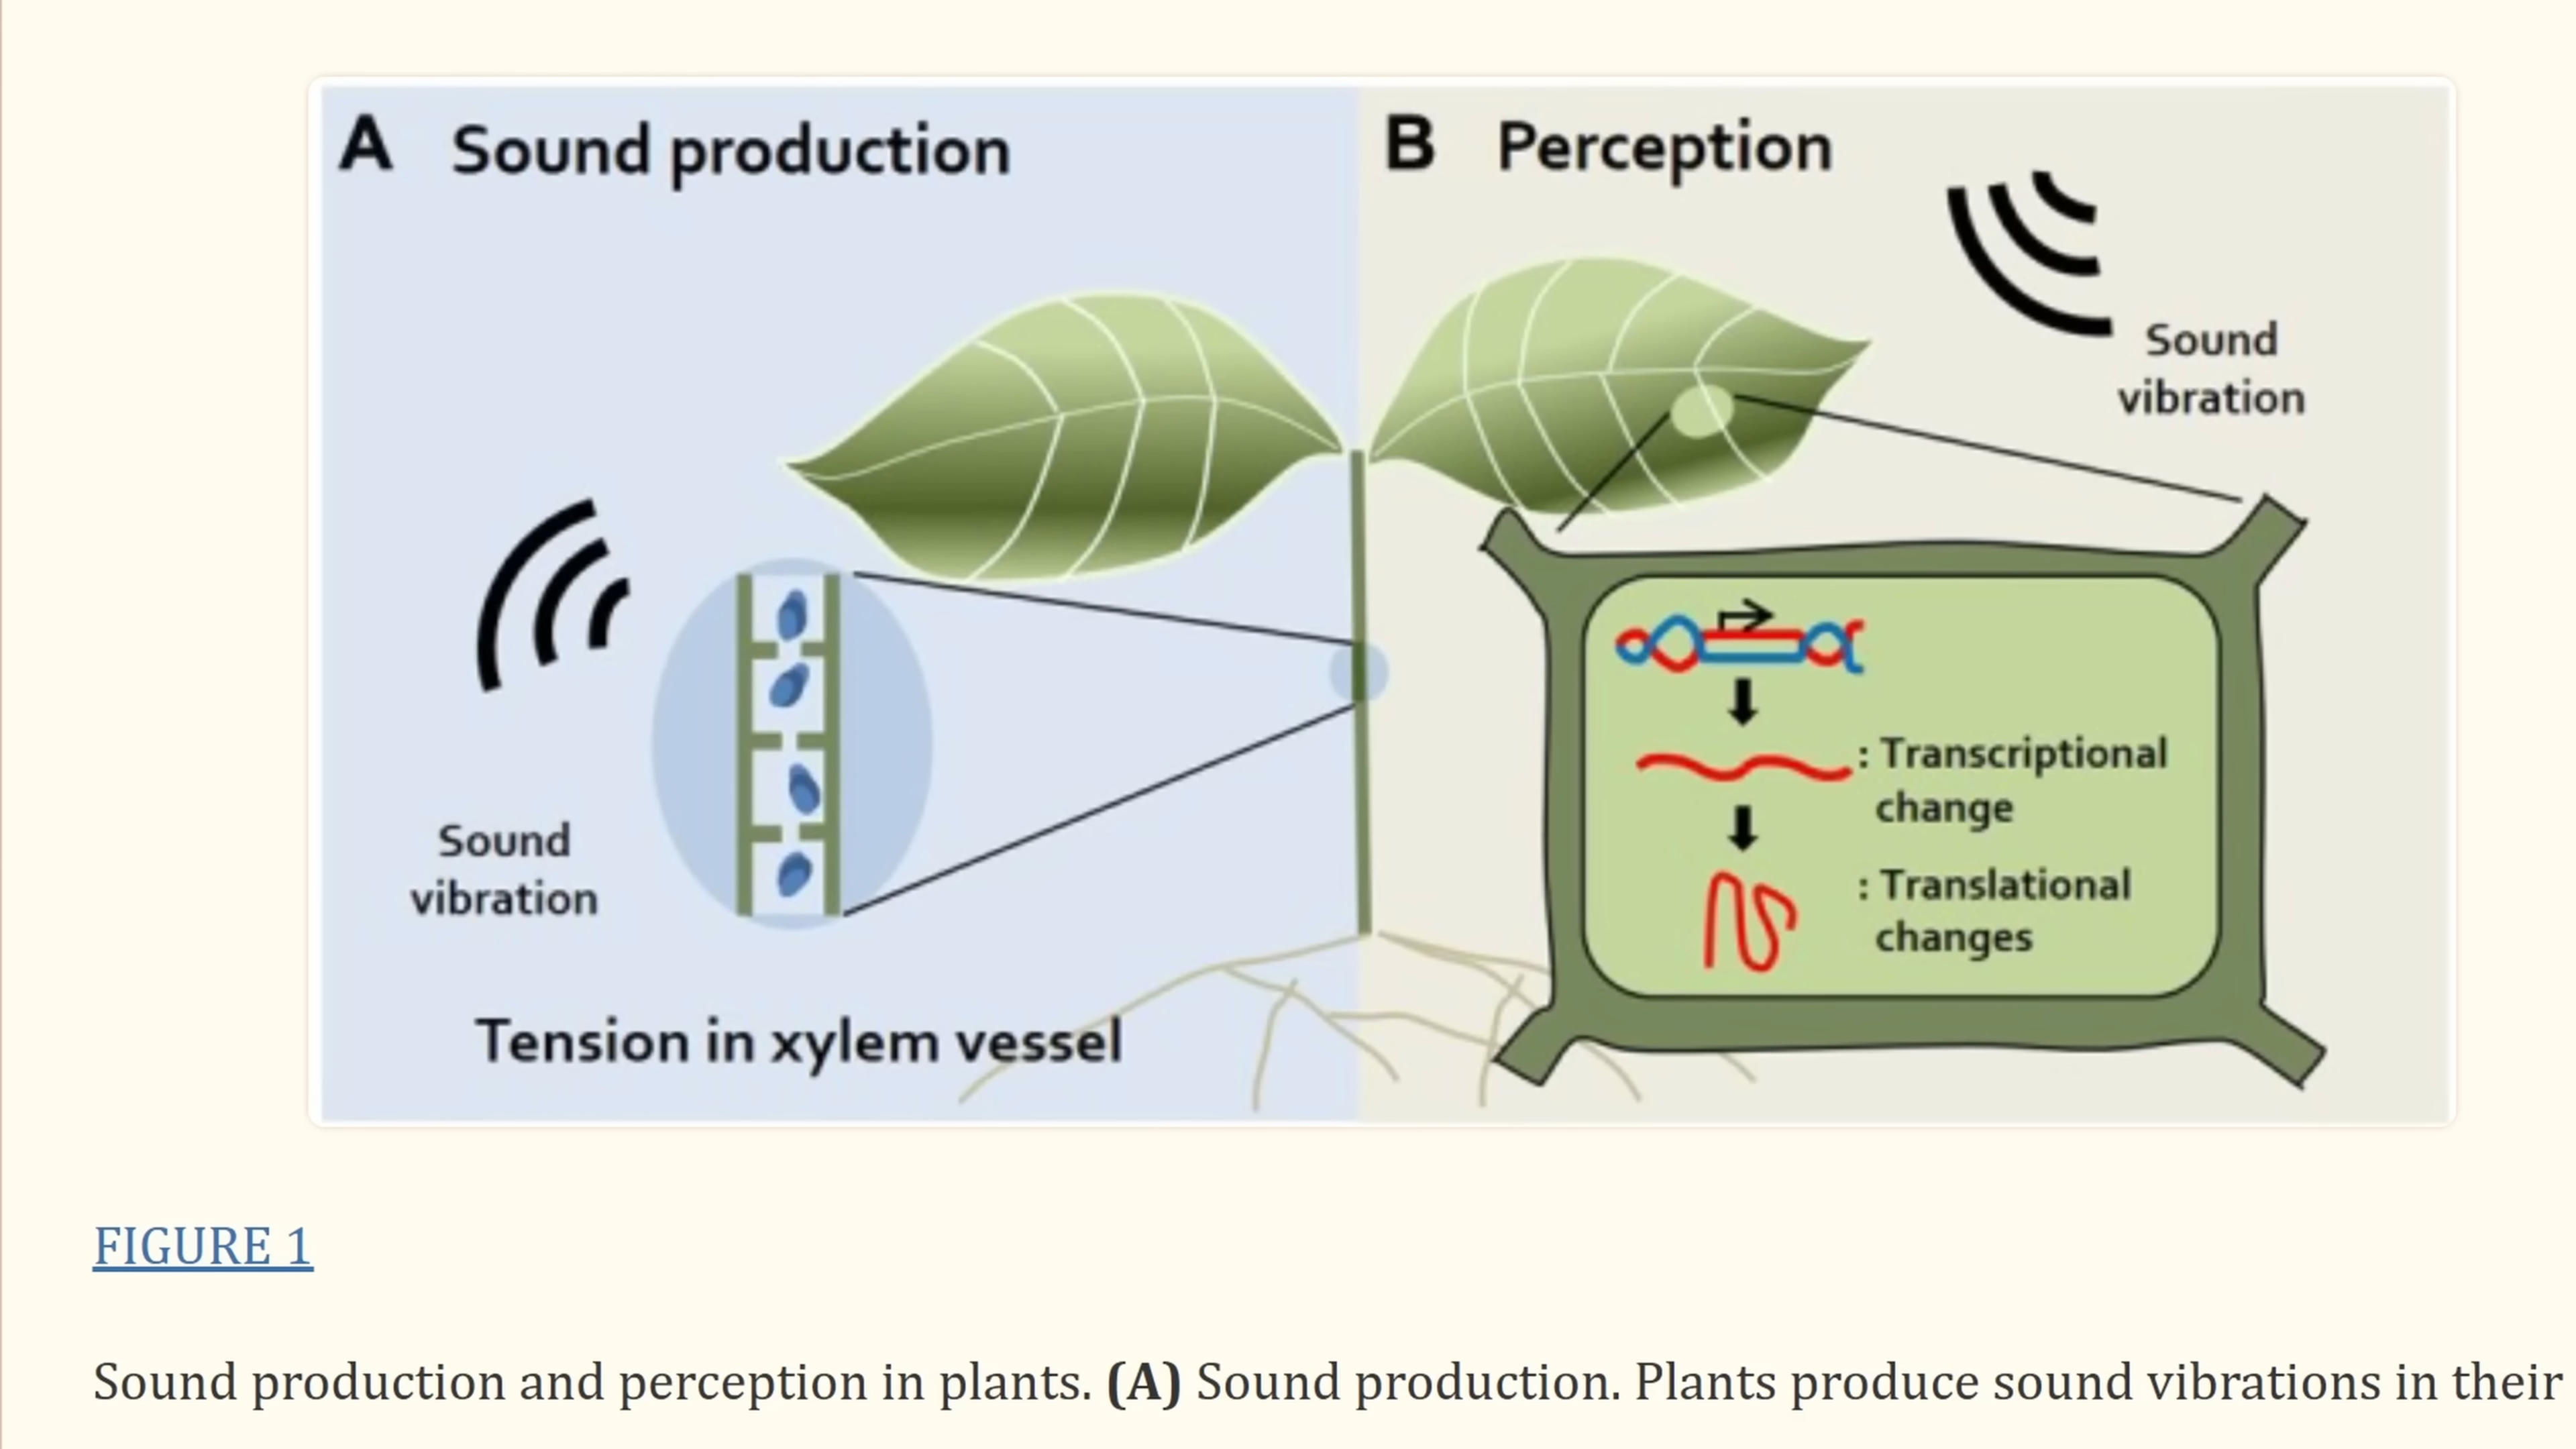 A Sound production
Sound
vibration
Tension in xylem vessel
B Perception
Sound
vibration
: Transcriptional
change
: Translational
changes
FIGURE 1
Sound production and perception in plants. (A) Sound production. Plants produce sound vibrations in their